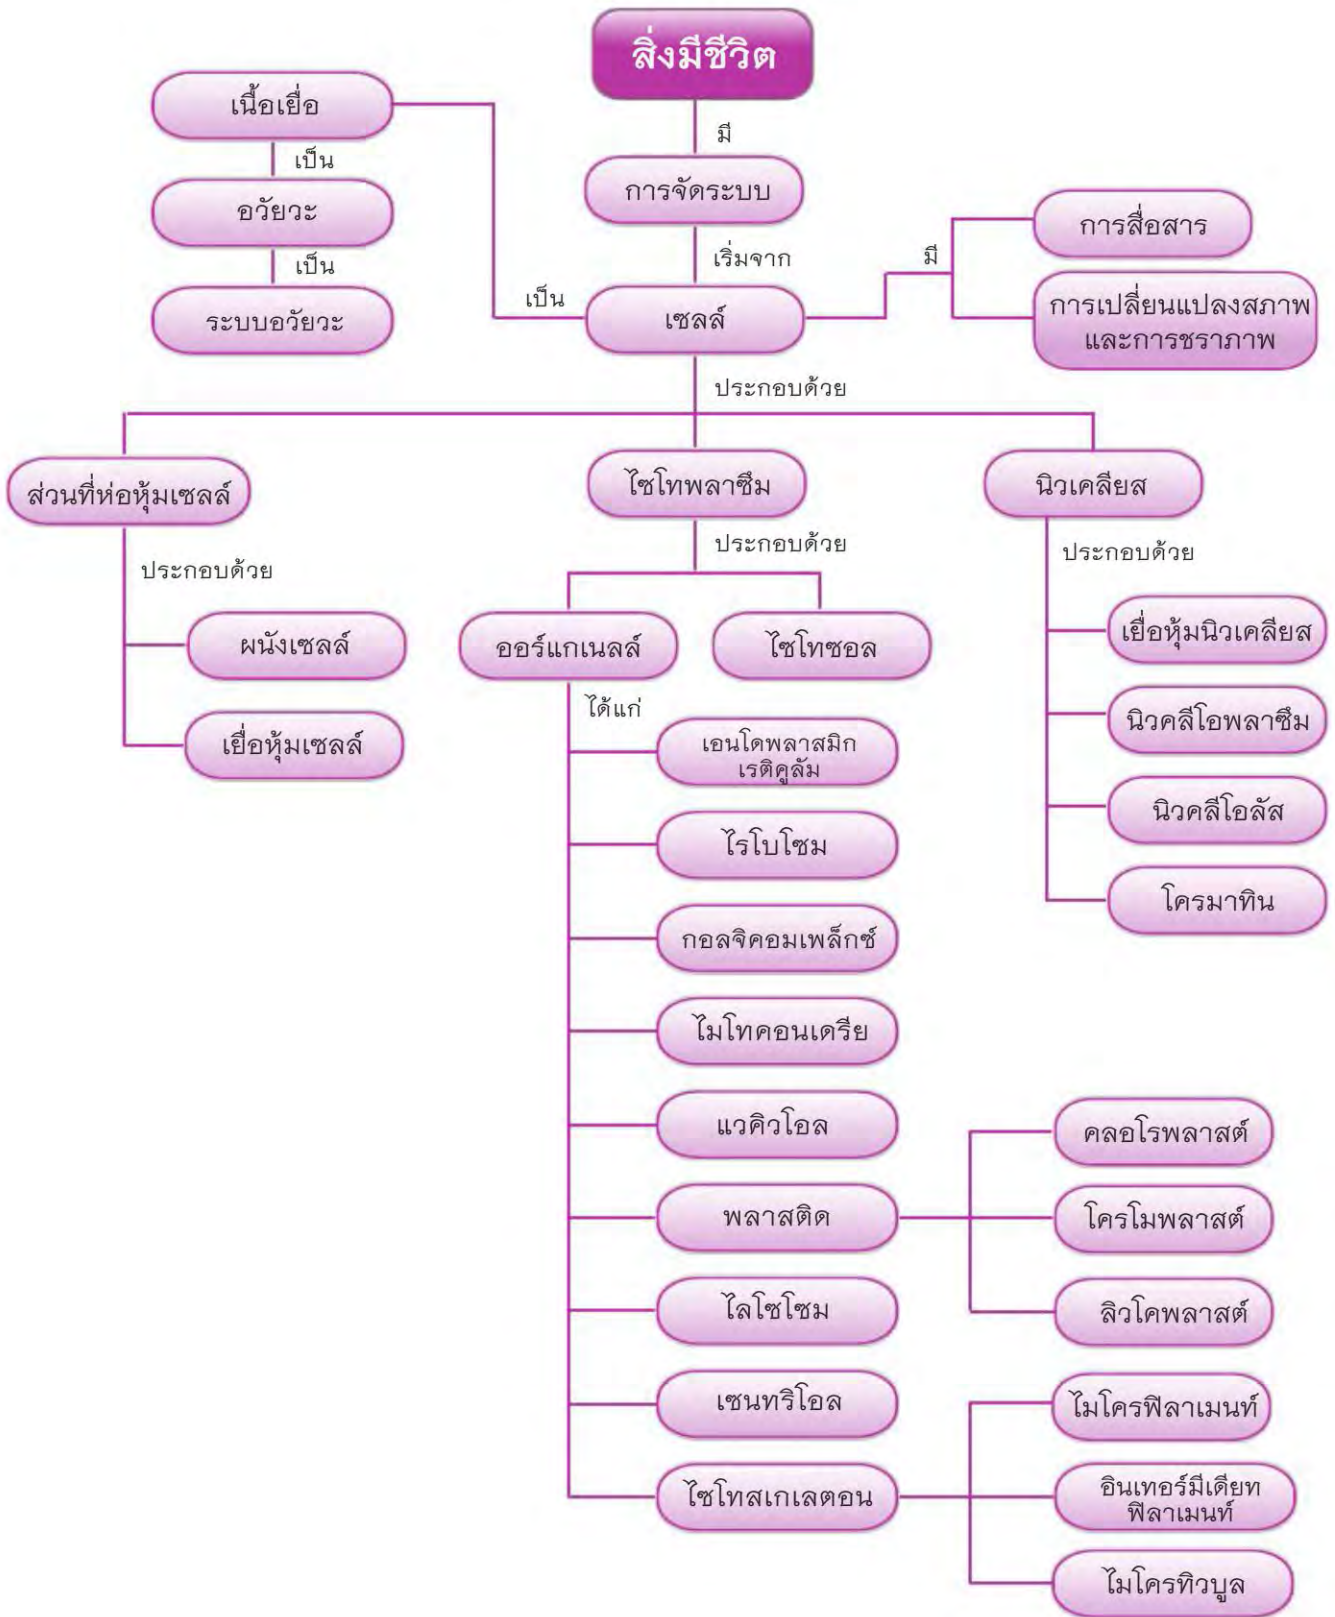 สิ่งมีชีวิต
มี
การจัดระบบ
เริ่มจาก
เซลล์
เป็น
เนื้อเยื่อ
เป็น
อวัยวะ
เป็น
ระบบอวัยวะ
มี
การสื่อสาร
การเปลี่ยนแปลงสภาพ
และการชราภาพ
ประกอบด้วย
ส่วนที่ห่อหุ้มเซลล์
ประกอบด้วย
ผนังเซลล์
เยื่อหุ้มเซลล์
ไซโทพลาซึม
ประกอบด้วย
ออร์แกเนลล์
ไซโทซอล
ได้แก่
เอนโดพลาสมิก
เรติคูลัม
ไรโบโซม
กอลจิคอมเพล็กซ์
ไมโทคอนเดรีย
แวคิวโอล
พลาสติด
คลอโรพลาสต์
โครโมพลาสต์
ลิวโคพลาสต์
ไลโซโซม
เซนทริโอล
ไซโทสเกเลตอน
ไมโครฟิลาเมนท์
อินเทอร์มีเดียท
ฟิลาเมนท์
ไมโครทิวบูล
นิวเคลียส
ประกอบด้วย
เยื่อหุ้มนิวเคลียส
นิวคลีโอพลาซึม
นิวคลีโอลัส
โครมาทิน